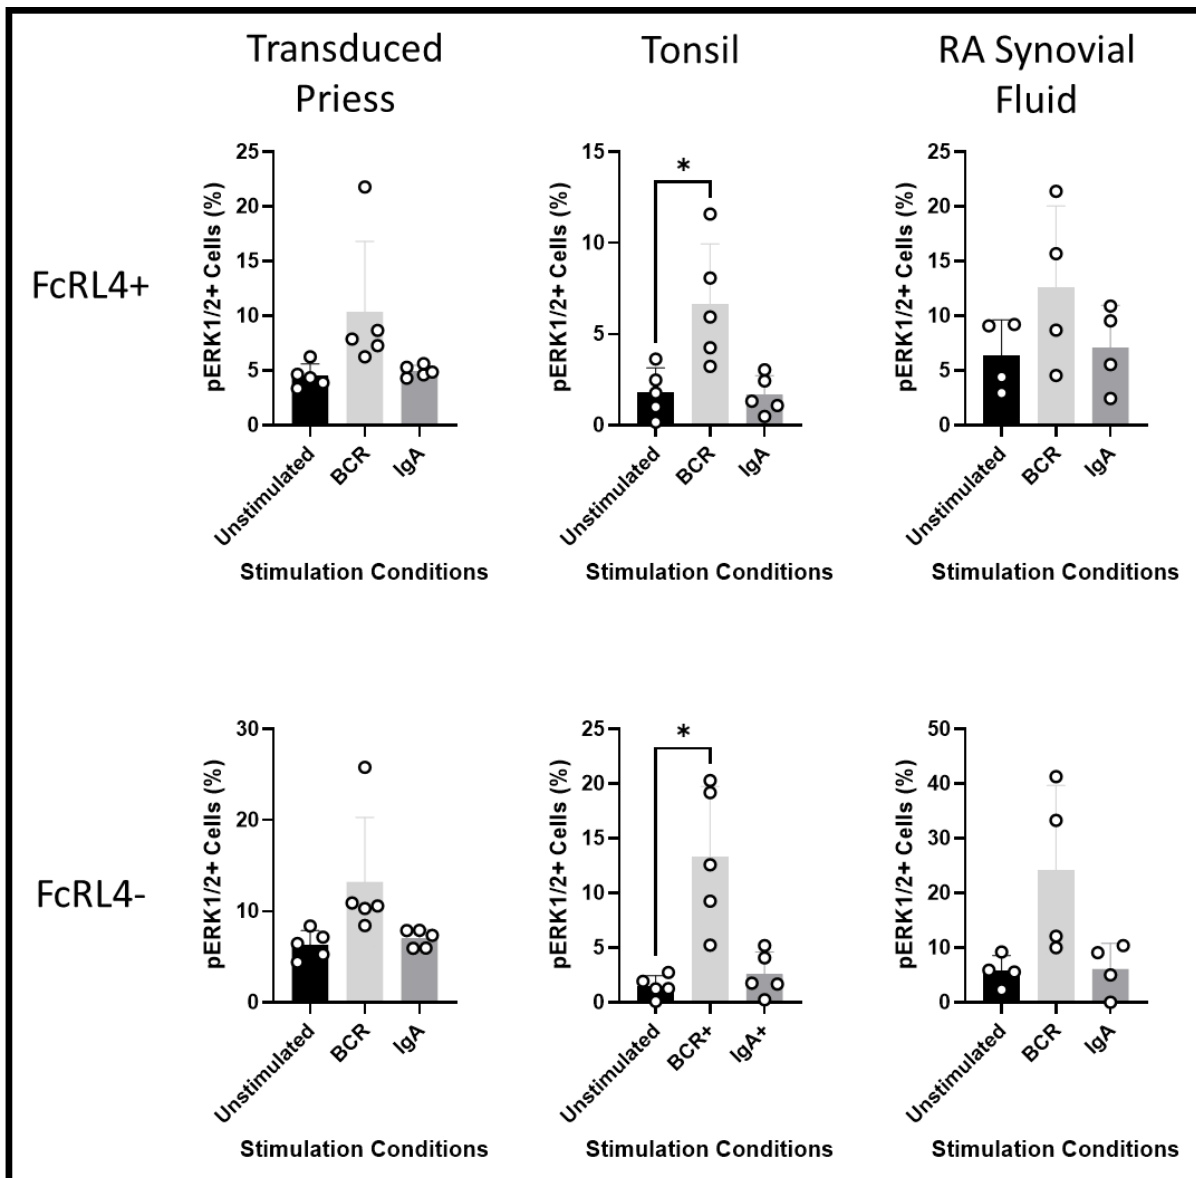 Transduced
Priess
Tonsil
RA Synovial
Fluid
FcRL4+
pERK1/2+ Cells (%)
25
20
15
10
5
0
Unstimulated
BCR
IgA
Stimulation Conditions
pERK1/2+ Cells (%)
15
10
5
0
*
Unstimulated
BCR
IgA
Stimulation Conditions
pERK1/2+ Cells (%)
25
20
15
10
5
0
Unstimulated
BCR
IgA
Stimulation Conditions
FcRL4-
pERK1/2+ Cells (%)
30
20
10
0
Unstimulated
BCR
IgA
Stimulation Conditions
pERK1/2+ Cells (%)
25
20
15
10
5
0
*
Unstimulated
BCR+
IgA+
Stimulation Conditions
pERK1/2+ Cells (%)
50
40
30
20
10
0
Unstimulated
BCR
IgA
Stimulation Conditions